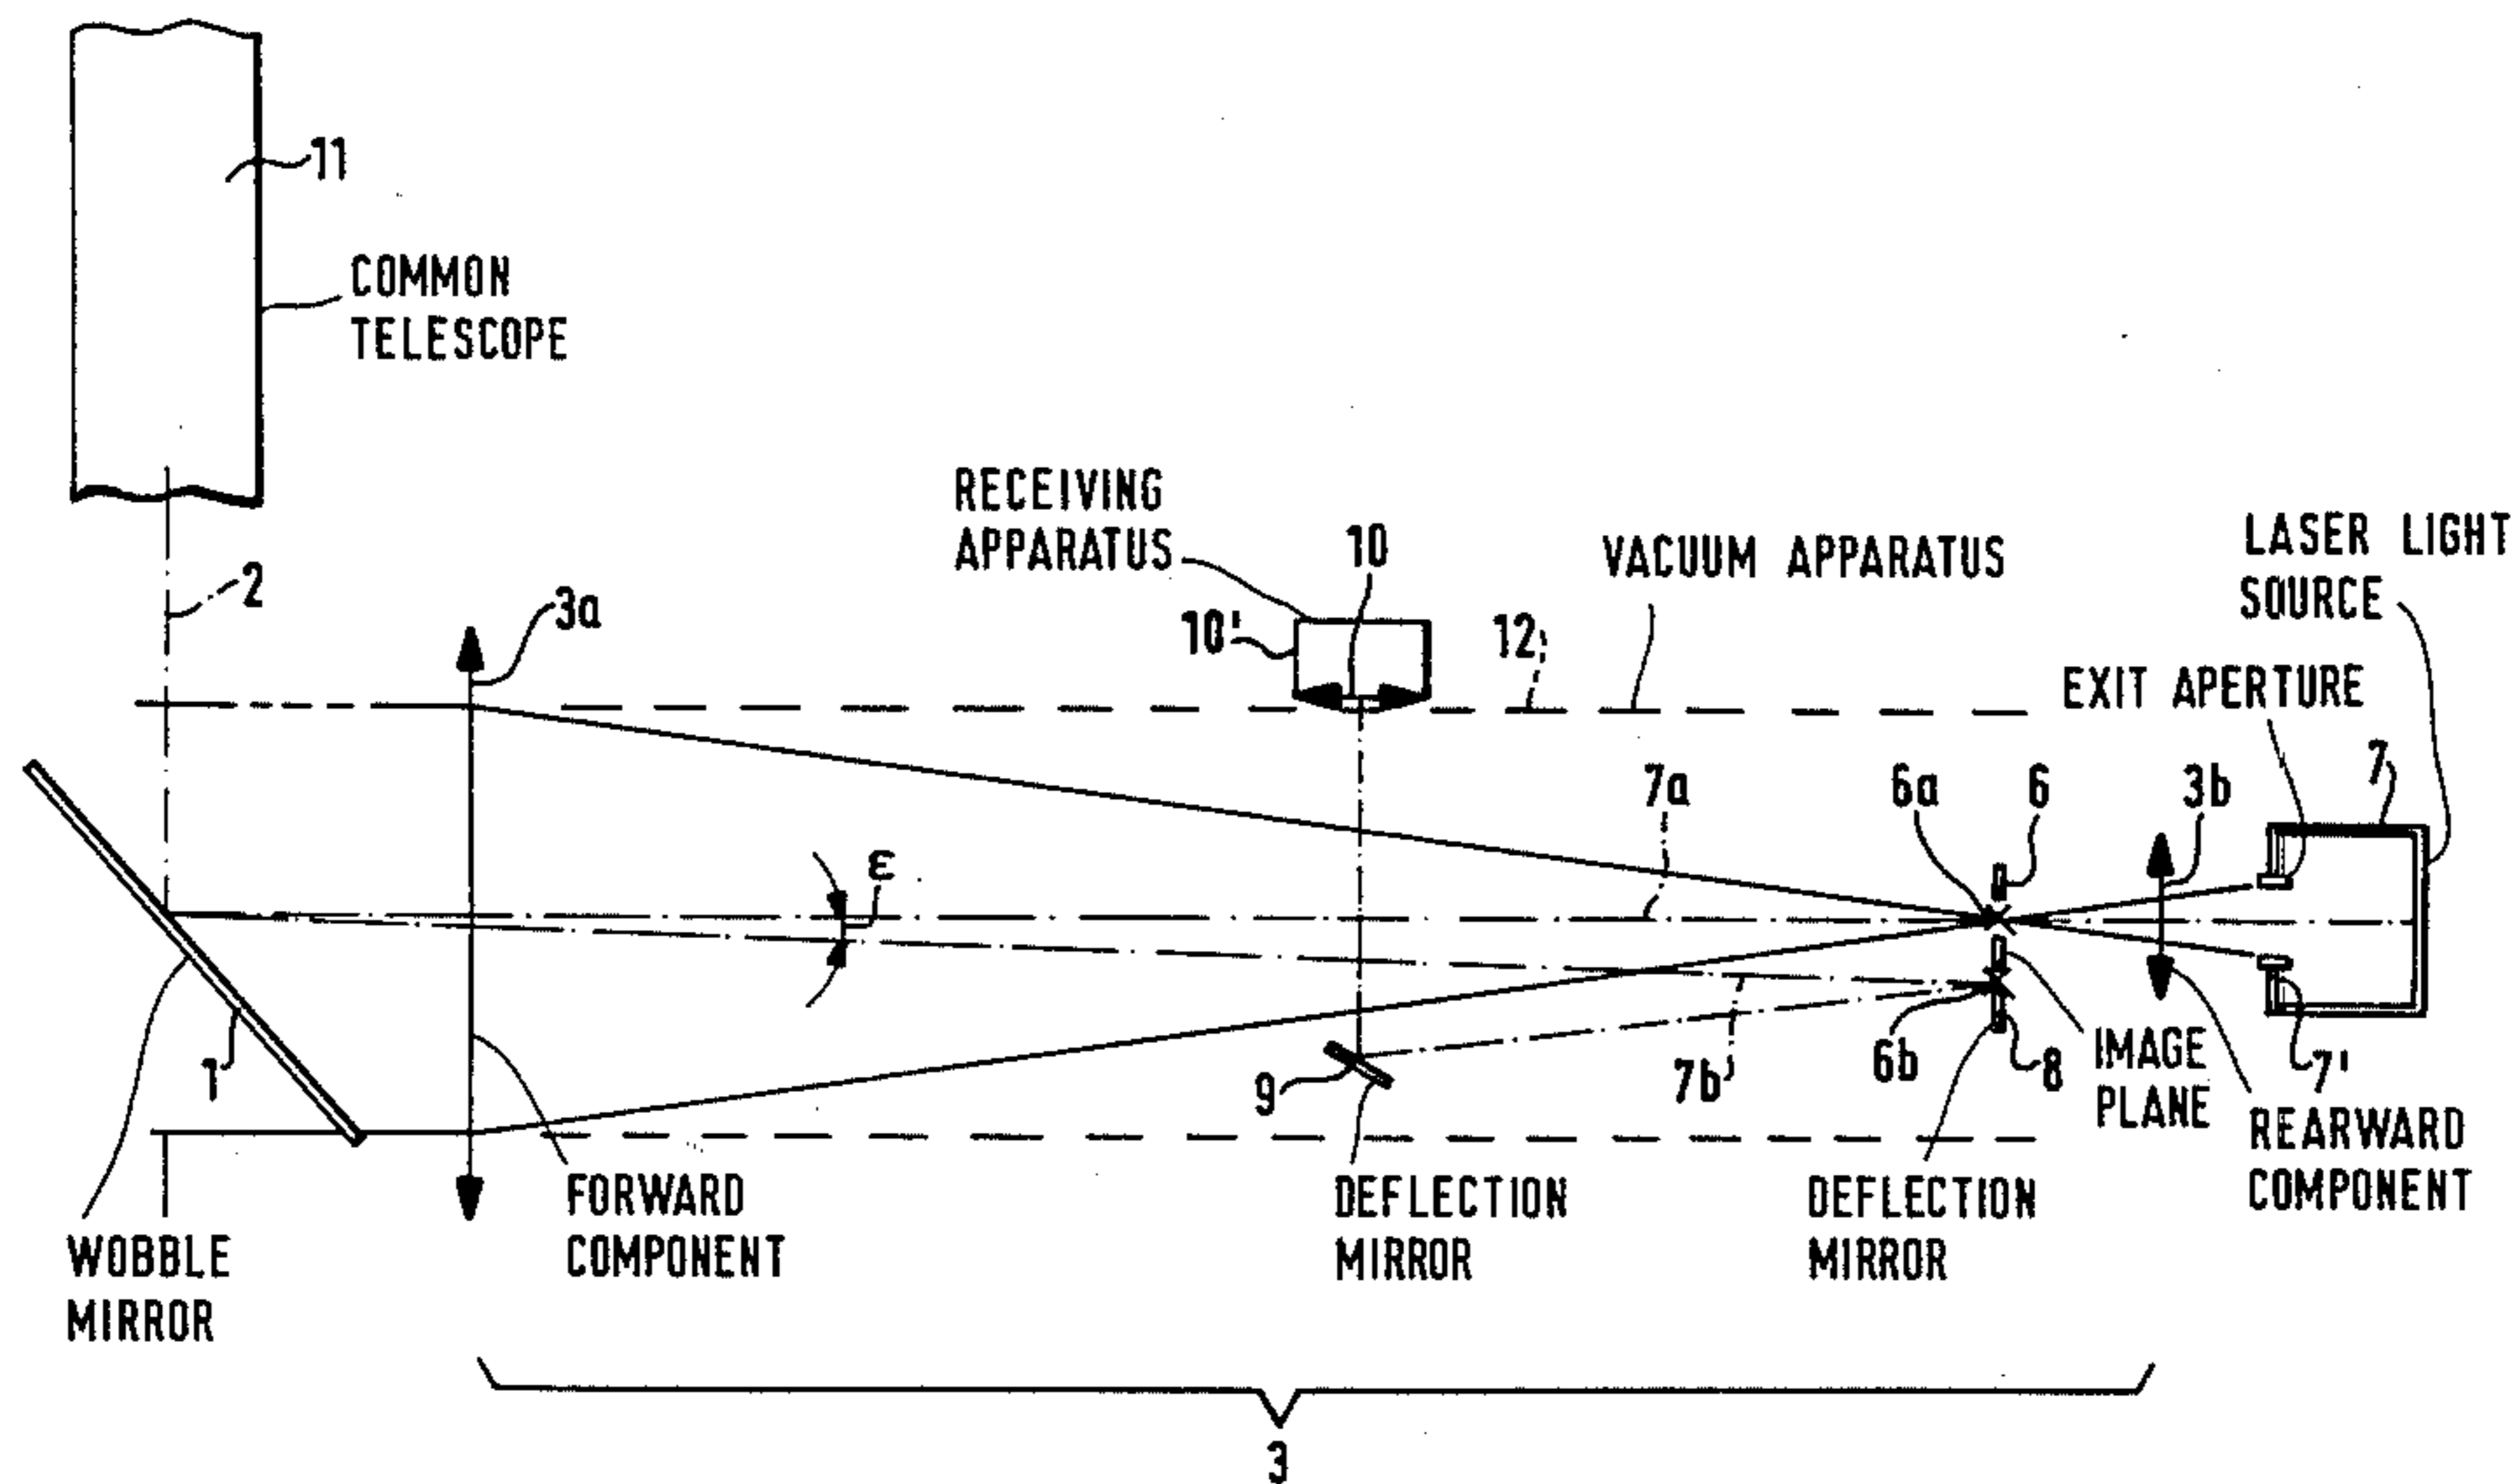 11
COMMON
TELESCOPE
2
3a
RECEIVING
APPARATUS
10
10'
12
VACUUM APPARATUS
LASER LIGHT
SOURCE
EXIT APERTURE
7
7a
6a
6
3b
ε
1
9
7b
6b
8
IMAGE
PLANE
7'
REARWARD
COMPONENT
WOBBLE
MIRROR
FORWARD
COMPONENT
DEFLECTION
MIRROR
DEFLECTION
MIRROR
3